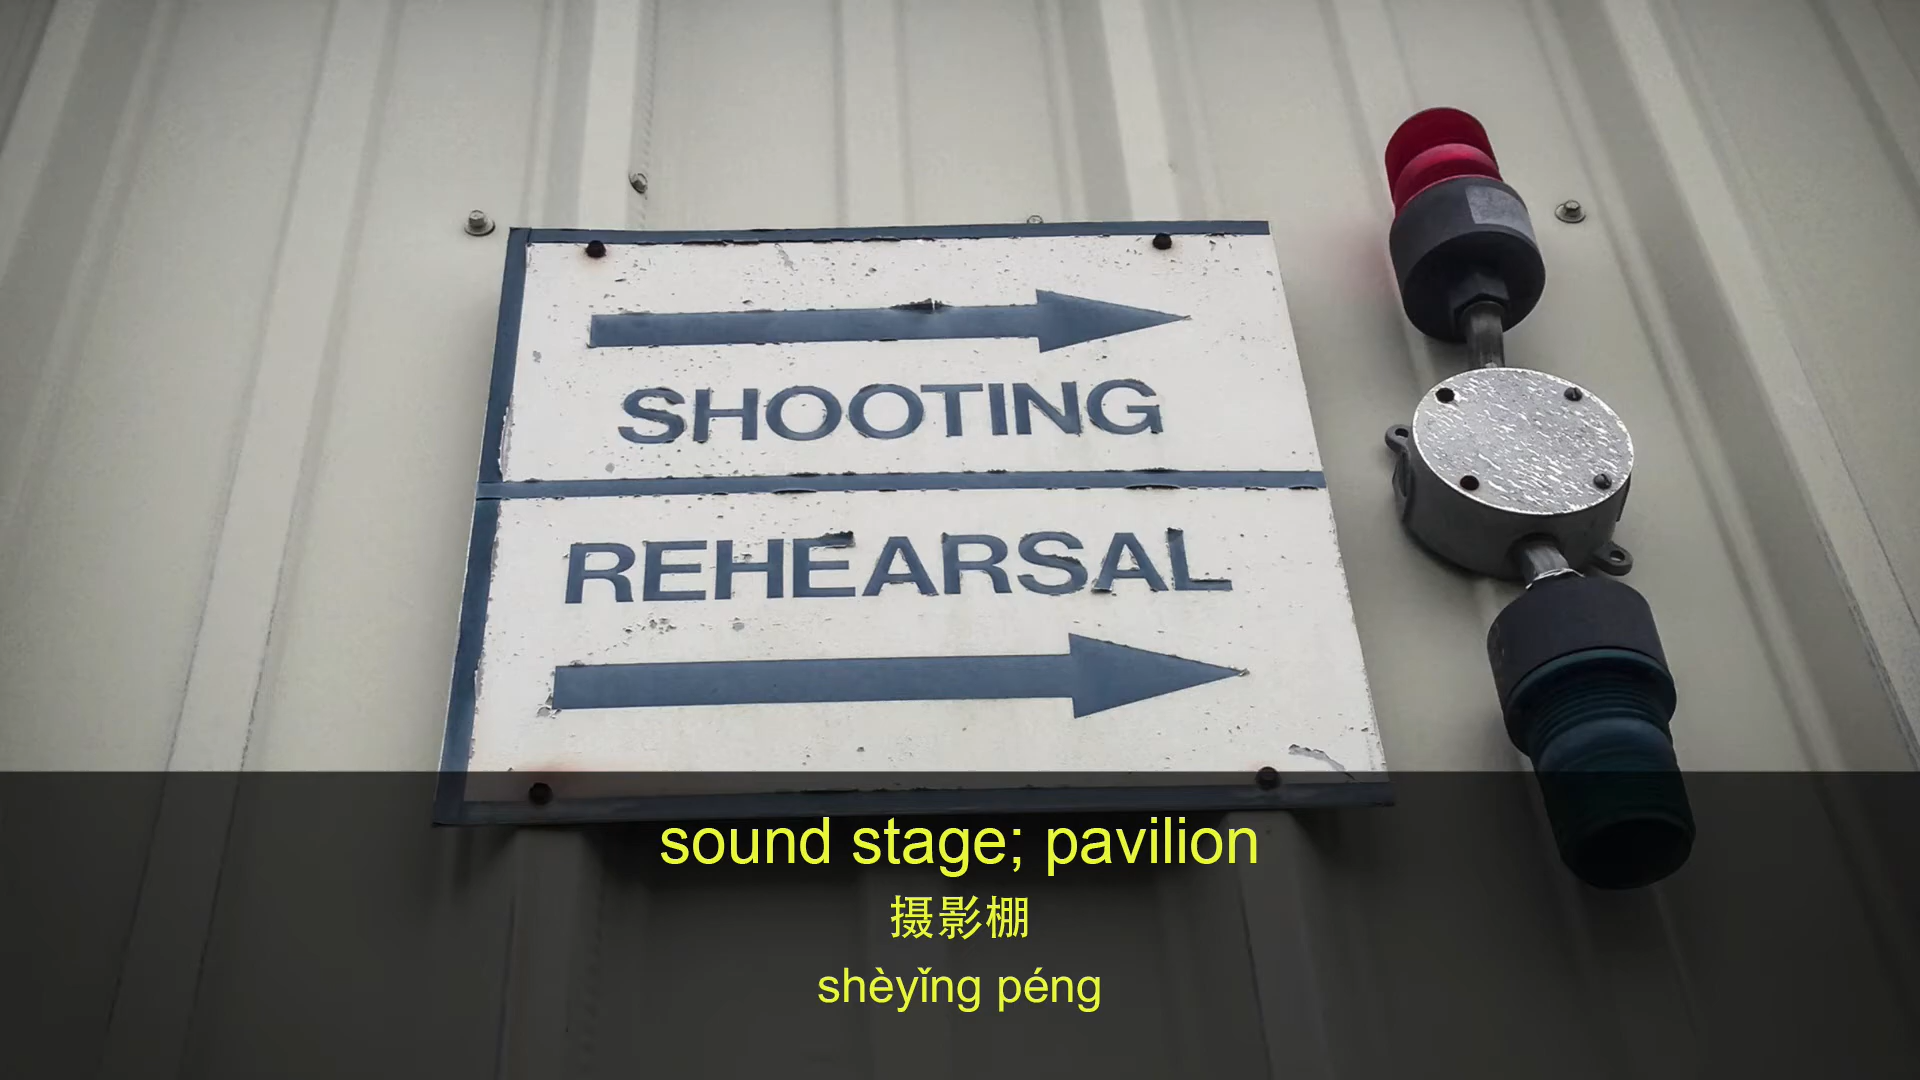 SHOOTING
REHEARSAL
sound stage; pavilion
摄影棚
shèyǐng péng